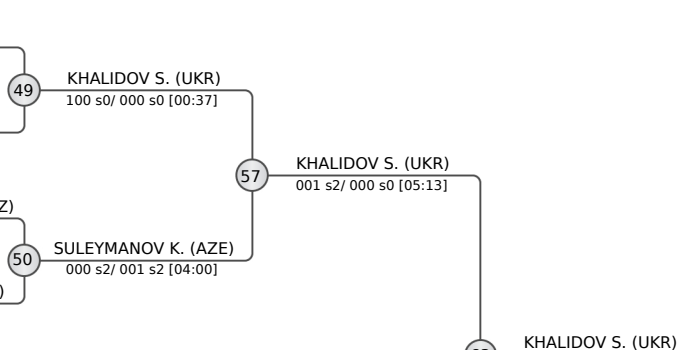 KHALIDOV S. (UKR)
49
100 s0/ 000 s0 [00:37]
KHALIDOV S. (UKR)
57
001 s2/ 000 s0 [05:13]
Z)
SULEYMANOV K. (AZE)
50
000 s2/ 001 s2 [04:00]
)
KHALIDOV S. (UKR)